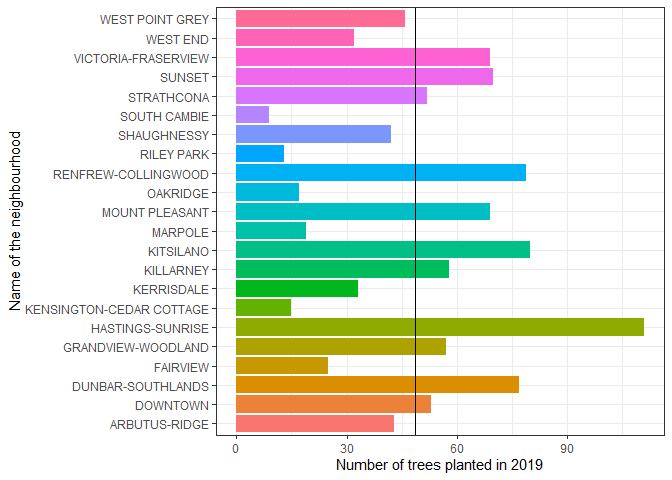 WEST POINT GREY
WEST END
VICTORIA-FRASERVIEW
SUNSET
STRATHCONA
SOUTH CAMBIE
SHAUGHNESSY
RILEY PARK
RENFREW-COLLINGWOOD
OAKRIDGE
MOUNT PLEASANT
MARPOLE
KITSILANO
KILLARNEY
KERRISDALE
KENSINGTON-CEDAR COTTAGE
HASTINGS-SUNRISE
GRANDVIEW-WOODLAND
FAIRVIEW
DUNBAR-SOUTHLANDS
DOWNTOWN
ARBUTUS-RIDGE
Name of the neighbourhood
0 30 60 90
Number of trees planted in 2019